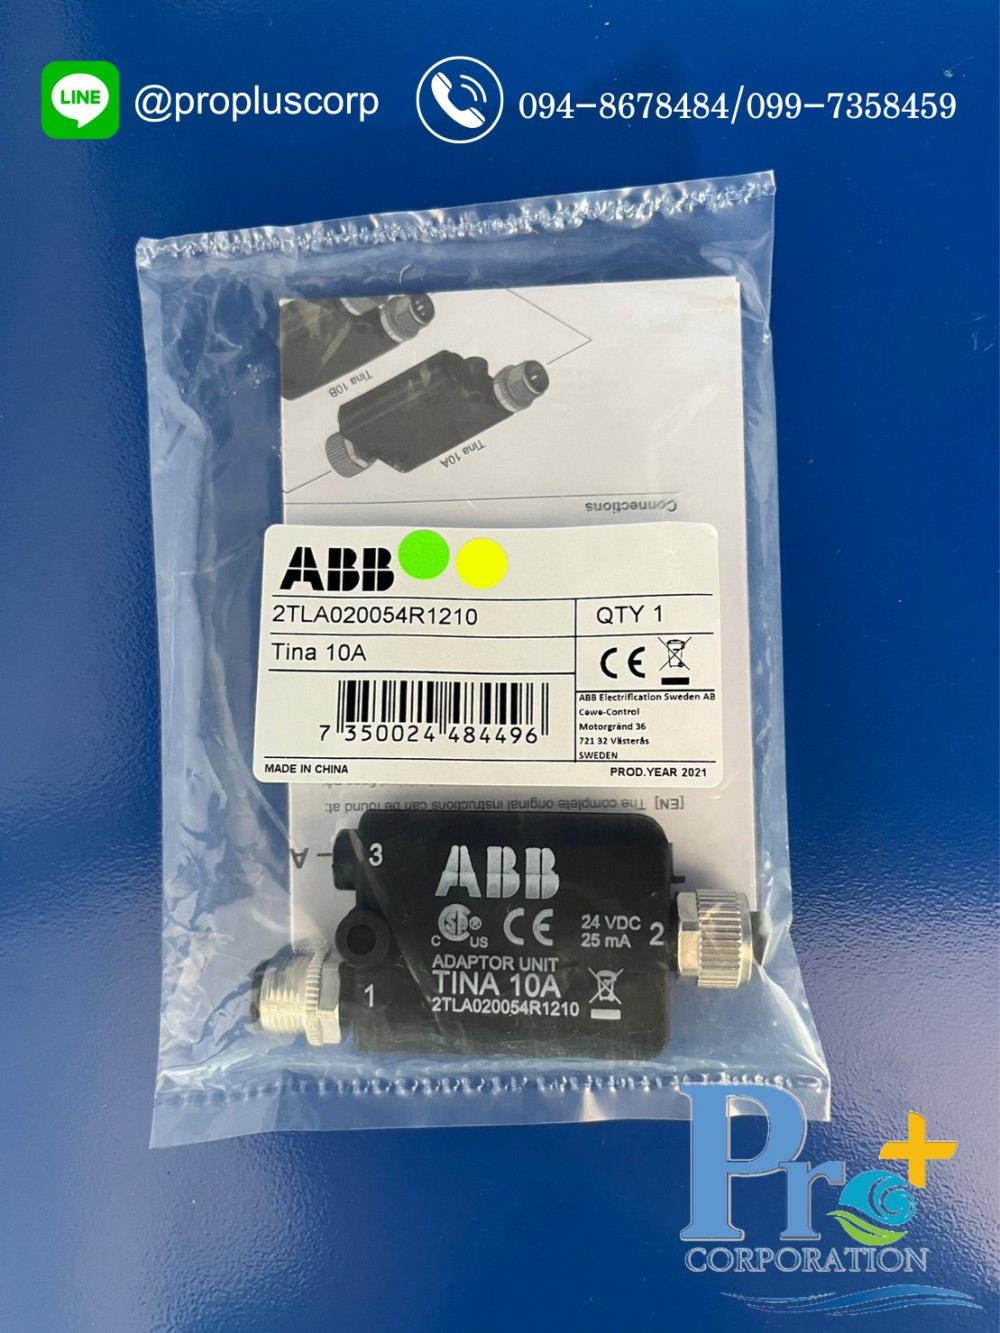 LINE
@propluscorp
094-8678484/099-7358459
Tina 10B
Tina 10A
Connections
ABB
2TLA020054R1210
QTY 1
Tina 10A
CE
ABB Electrification Sweden AB
Cewe-Control
Motorgränd 36
721 32 Västerås
SWEDEN
7 350024 484496
MADE IN CHINA
PROD.YEAR 2021
[EN] The complete original instructions can be found at:
3
ABB
C SA® US
CE
24 VDC
25 mA
2
ADAPTOR UNIT
TINA 10A
1
2TLA020054R1210
Pro+
CORPORATION